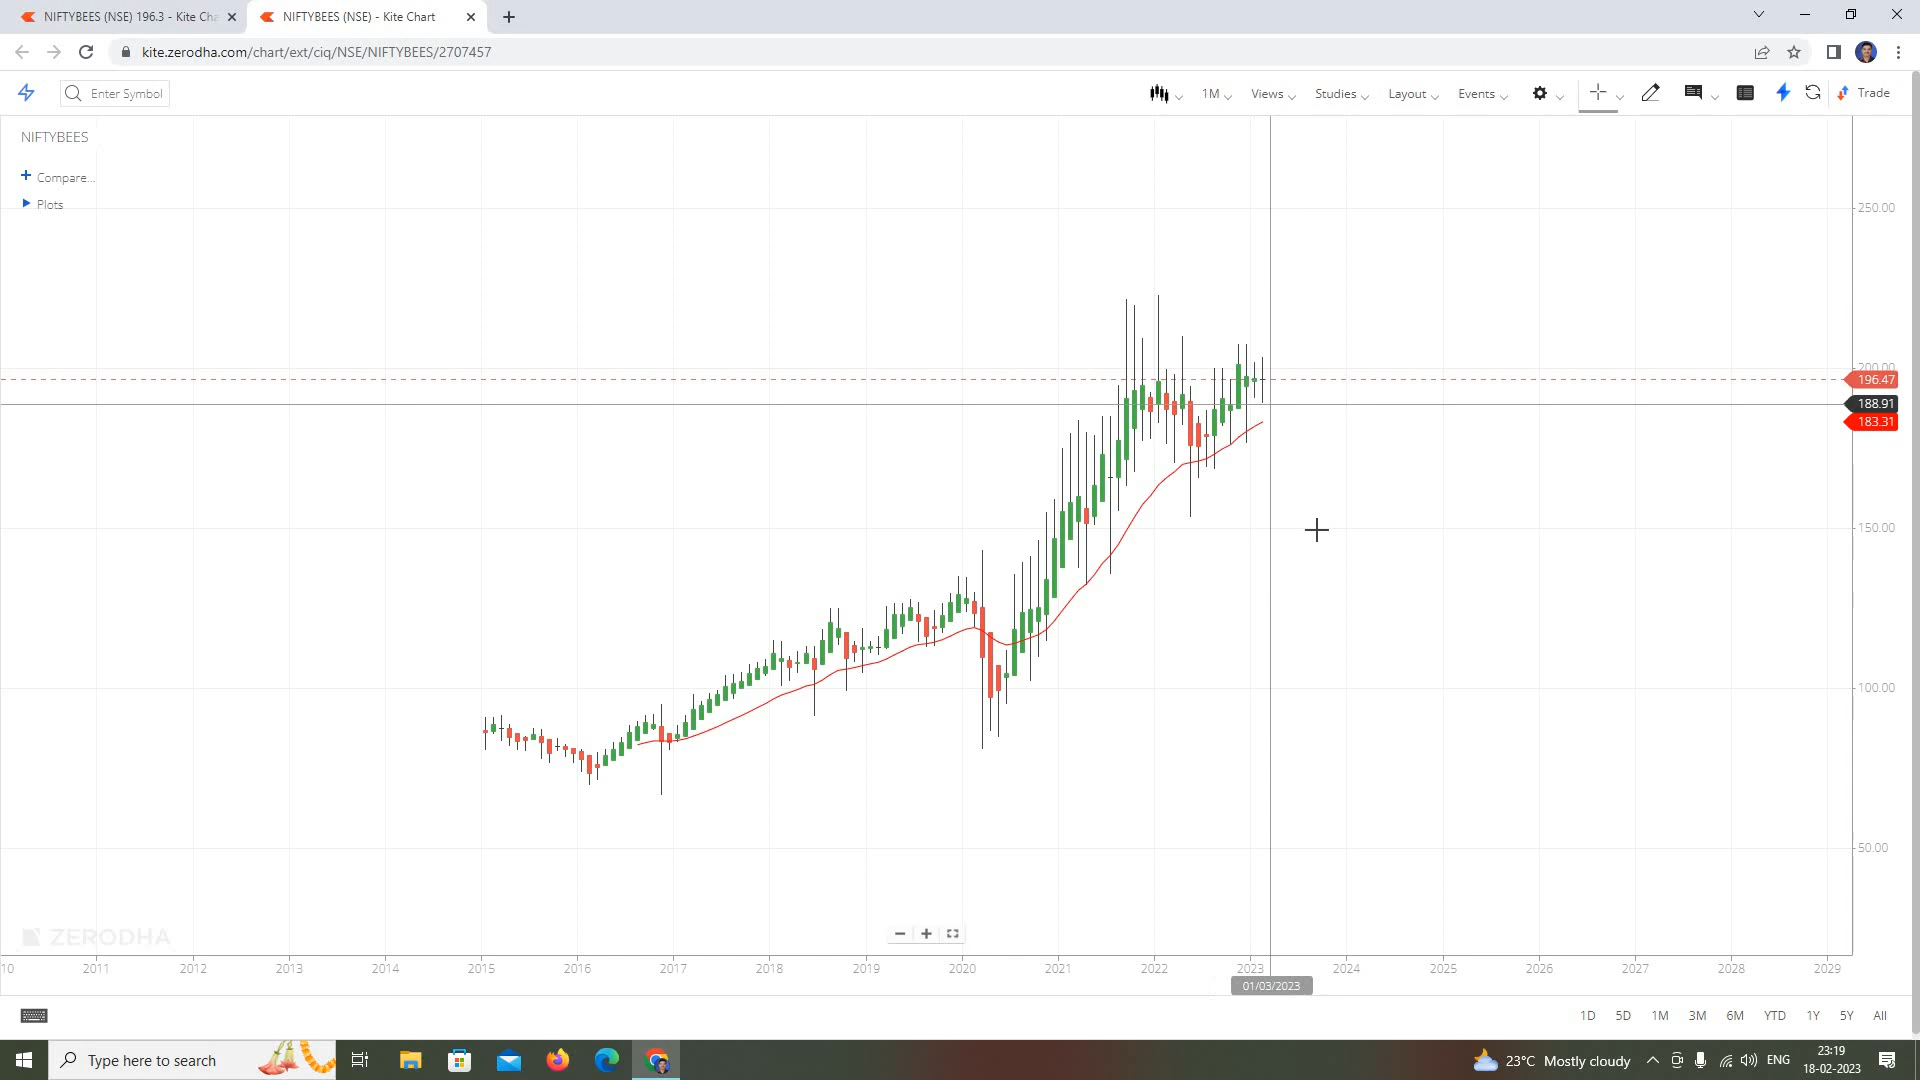 NIFTYBEES (NSE) 196.3 - Kite Cha
NIFTYBEES (NSE) - Kite Chart
kite.zerodha.com/chart/ext/ciq/NSE/NIFTYBEES/2707457
Enter Symbol
1M Views Studies Layout Events Trade
NIFTYBEES
Compare...
Plots
250.00
200.00
196.47
188.91
183.31
150.00
100.00
50.00
ZERODHA
10 2011 2012 2013 2014 2015 2016 2017 2018 2019 2020 2021 2022 2023 2024 2025 2026 2027 2028 2029
01/03/2023
1D 5D 1M 3M 6M YTD 1Y 5Y All
Type here to search
23°C Mostly cloudy
ENG
23:19
18-02-2023